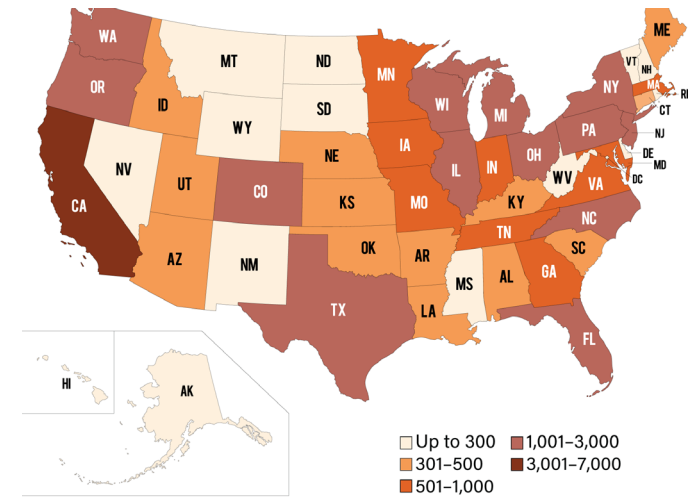 WA
ME
MT
ND
VT
NH
MN
OR
MA
ID
SD
WI
NY
RI
WY
MI
CT
PA
NJ
IA
NE
OH
DE
NV
IL
IN
MD
UT
WV
CO
VA
DC
KS
MO
KY
CA
NC
TN
OK
AZ
NM
AR
SC
MS
AL
GA
TX
LA
FL
HI
AK
Up to 300
1,001–3,000
301–500
3,001–7,000
501–1,000